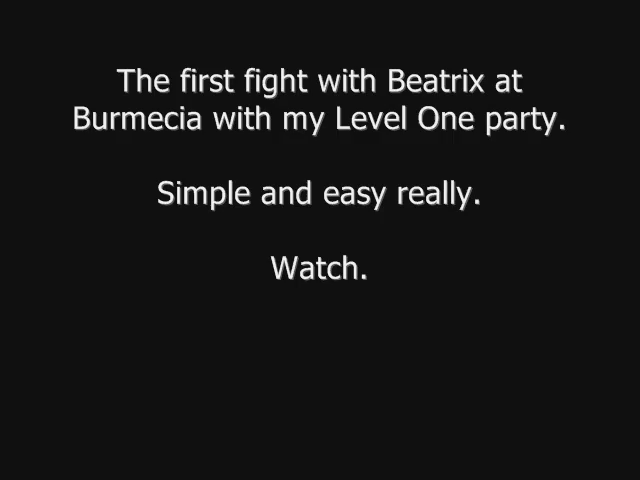 The first fight with Beatrix at
Burmecia with my Level One party.
Simple and easy really.
Watch.